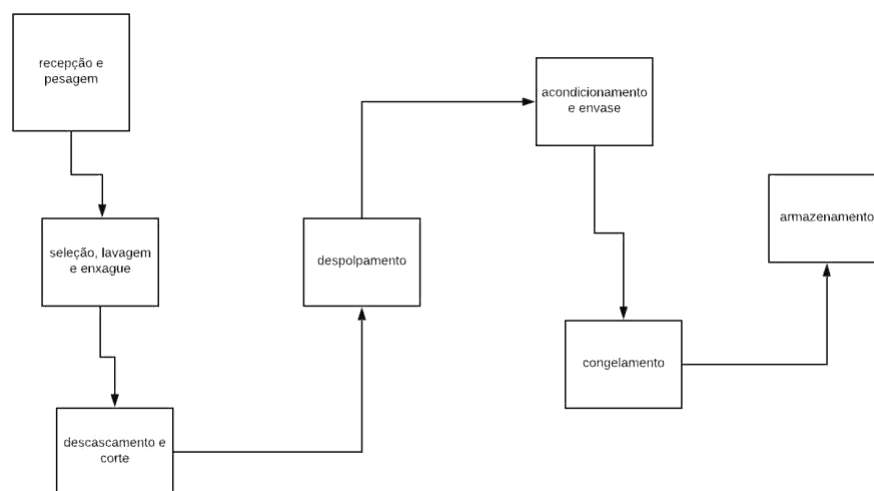 recepção e
pesagem
seleção, lavagem
e enxague
descascamento e
corte
despolpamento
acondicionamento
e envase
congelamento
armazenamento